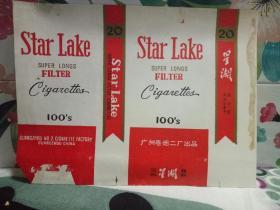 Star Lake
SUPER LONGS
FILTER
Cigarettes
100's
GUANGZHOU NO 2 CIGARETTE FACTORY
GUANGZHOU CHINA
20
Star Lake
Star Lake
SUPER LONGS
FILTER
Cigarettes
100's
广州卷烟二厂出品
星湖
20
星湖